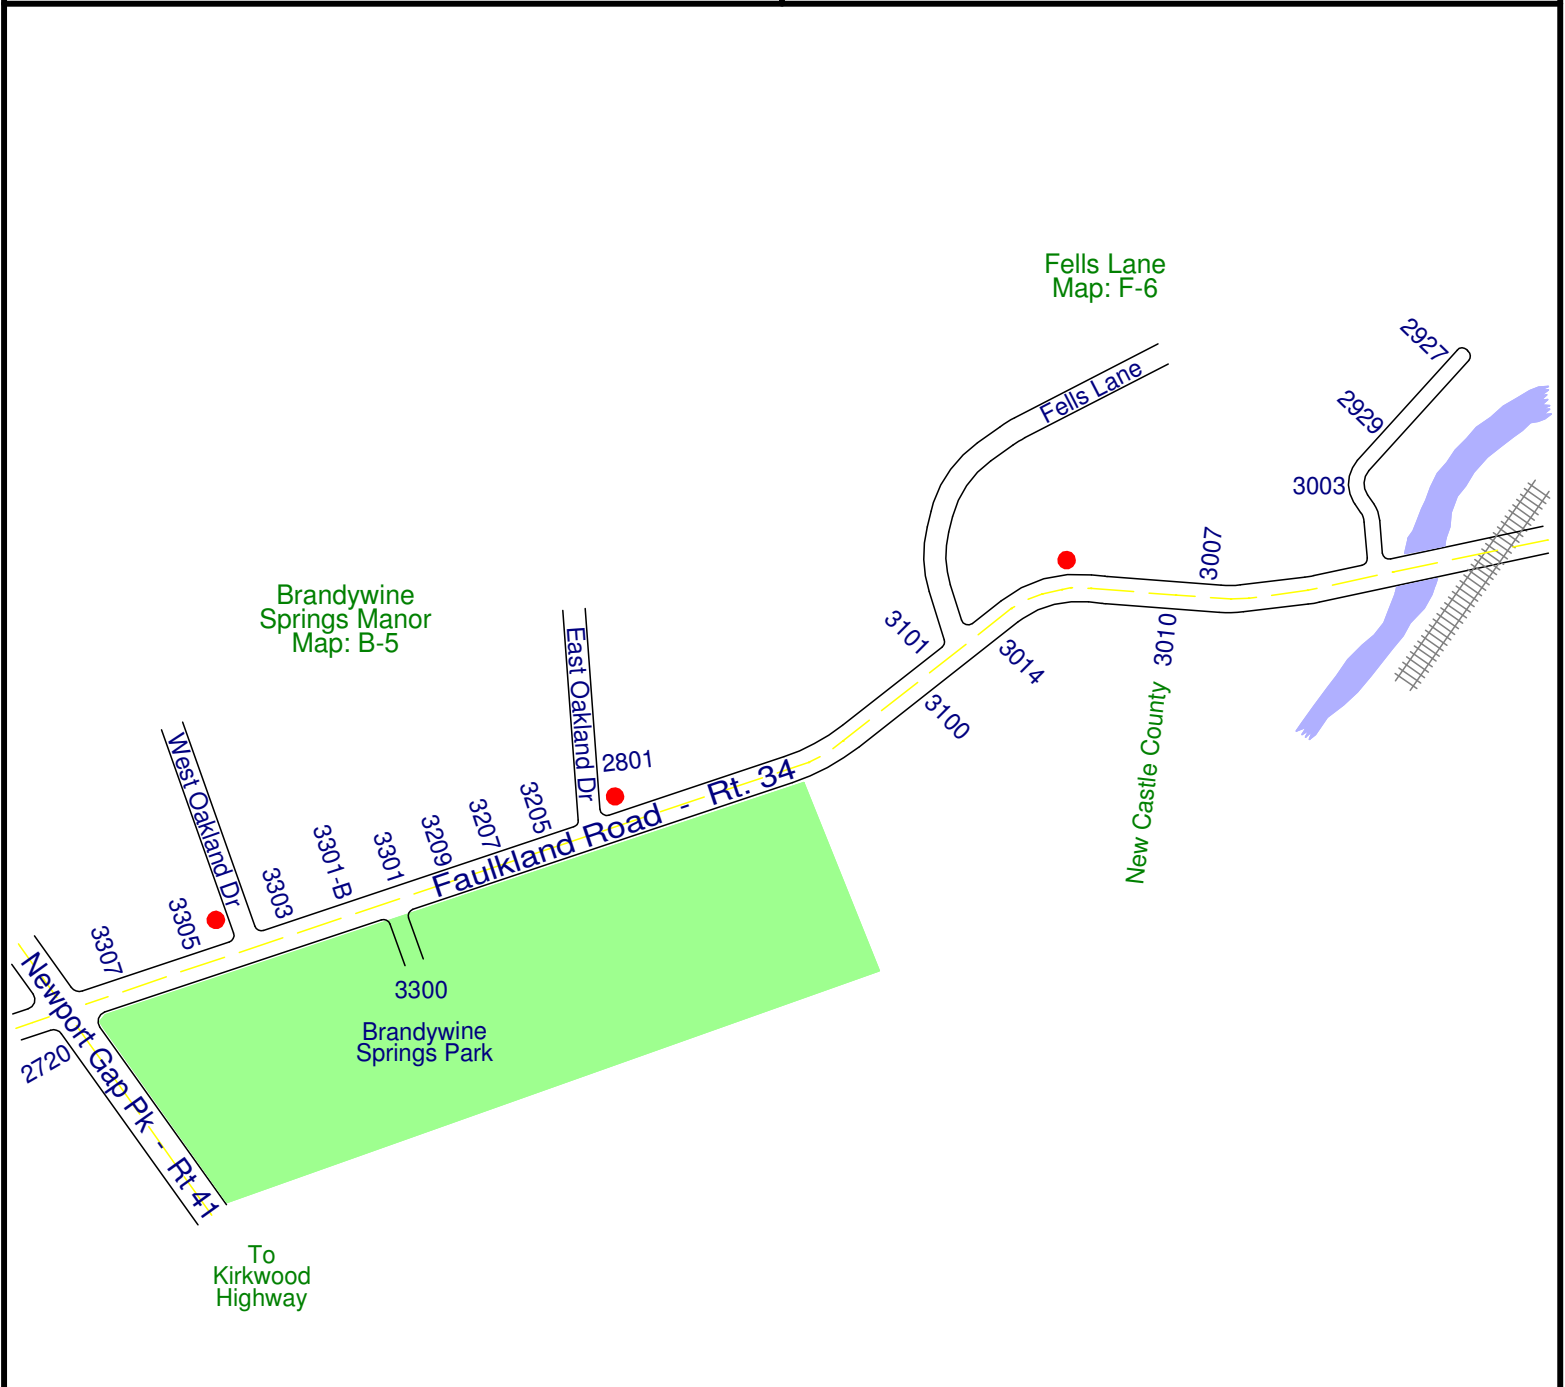 Fells Lane
Map: F-6
2927
Fells Lane
2929
3003
3007
Brandywine
Springs Manor
Map: B-5
3101
3010
3014
East Oakland Dr
New Castle County
3100
West Oakland Dr
2801
3205
3207
3209
3301
3301-B
3303
Faulkland Road - Rt. 34
3305
3307
3300
Newport Gap Pk - Rt 41
Brandywine
Springs Park
2720
To
Kirkwood
Highway